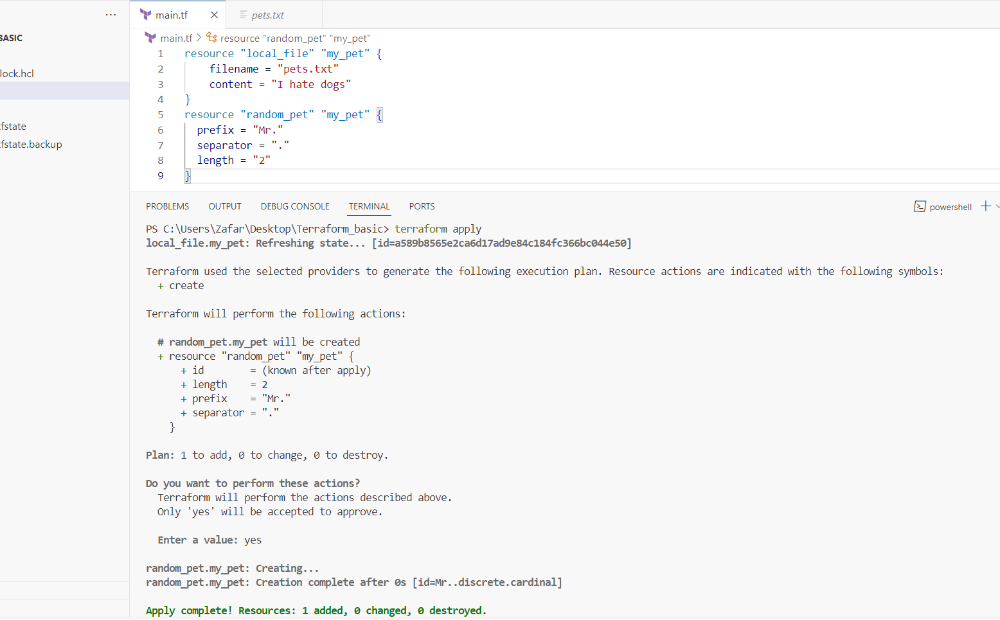 ...
main.tf
pets.txt
BASIC
main.tf > resource "random_pet" "my_pet"
lock.hcl
fstate
fstate.backup
1 resource "local_file" "my_pet" {
2 filename = "pets.txt"
3 content = "I hate dogs"
4 }
5 resource "random_pet" "my_pet" {
6 prefix = "Mr."
7 separator = "."
8 length = "2"
9 }
PROBLEMS OUTPUT DEBUG CONSOLE TERMINAL PORTS powershell
PS C:\Users\Zafar\Desktop\Terraform_basic> terraform apply
local_file.my_pet: Refreshing state... [id=a589b8565e2ca6d17ad9e84c184fc366bc044e50]
Terraform used the selected providers to generate the following execution plan. Resource actions are indicated with the following symbols:
+ create
Terraform will perform the following actions:
# random_pet.my_pet will be created
+ resource "random_pet" "my_pet" {
+ id = (known after apply)
+ length = 2
+ prefix = "Mr."
+ separator = "."
}
Plan: 1 to add, 0 to change, 0 to destroy.
Do you want to perform these actions?
Terraform will perform the actions described above.
Only 'yes' will be accepted to approve.
Enter a value: yes
random_pet.my_pet: Creating...
random_pet.my_pet: Creation complete after 0s [id=Mr..discrete.cardinal]
Apply complete! Resources: 1 added, 0 changed, 0 destroyed.